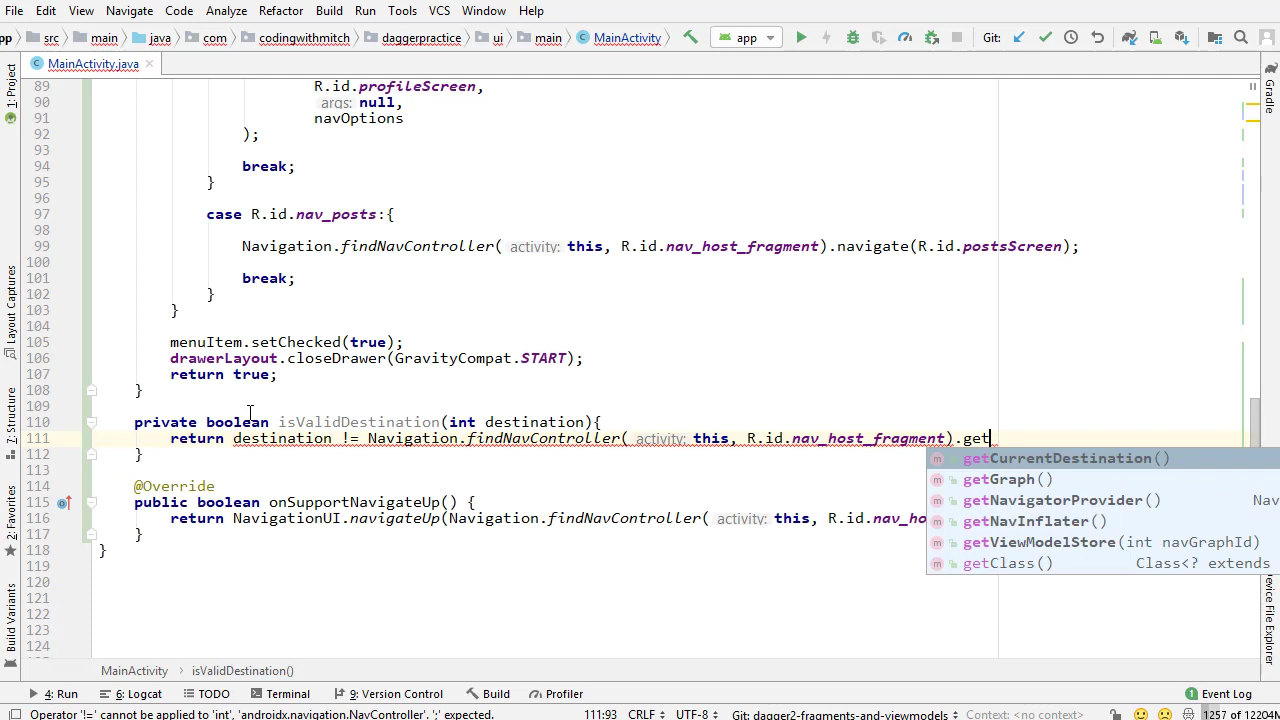 File Edit View Navigate Code Analyze Refactor Build Run Tools VCS Window Help
pp src main java com codingwithmitch daggerpractice ui main MainActivity app Git:
MainActivity.java
89 R.id.profileScreen,
90 args: null,
91 navOptions
92 );
93
94 break;
95 }
96
97 case R.id.nav_posts:{
98
99 Navigation.findNavController( activity: this, R.id.nav_host_fragment).navigate(R.id.postsScreen);
100
101 break;
102 }
103 }
104
105 menuItem.setChecked(true);
106 drawerLayout.closeDrawer(GravityCompat.START);
107 return true;
108 }
109
110 private boolean isValidDestination(int destination){
111 return destination != Navigation.findNavController( activity: this, R.id.nav_host_fragment).get
112 }
113
114 @Override
115 public boolean onSupportNavigateUp() {
116 return NavigationUI.navigateUp(Navigation.findNavController( activity: this, R.id.nav_ho
117 }
118 }
119
120
121
122
123
124
getCurrentDestination()
getGraph()
getNavigatorProvider() Nav
getNavInflater()
getViewModelStore(int navGraphId)
getClass() Class<? extends
1: Project
Layout Captures
7: Structure
2: Favorites
Build Variants
Gradle
Device File Explorer
MainActivity isValidDestination()
4: Run 6: Logcat TODO Terminal 9: Version Control Build Profiler 1 Event Log
Operator '!=' cannot be applied to 'int', 'androidx.navigation.NavController'. ';' expected. 111:93 CRLF UTF-8 Git: dagger2-fragments-and-viewmodels Context: <no context> 1257 of 12204M